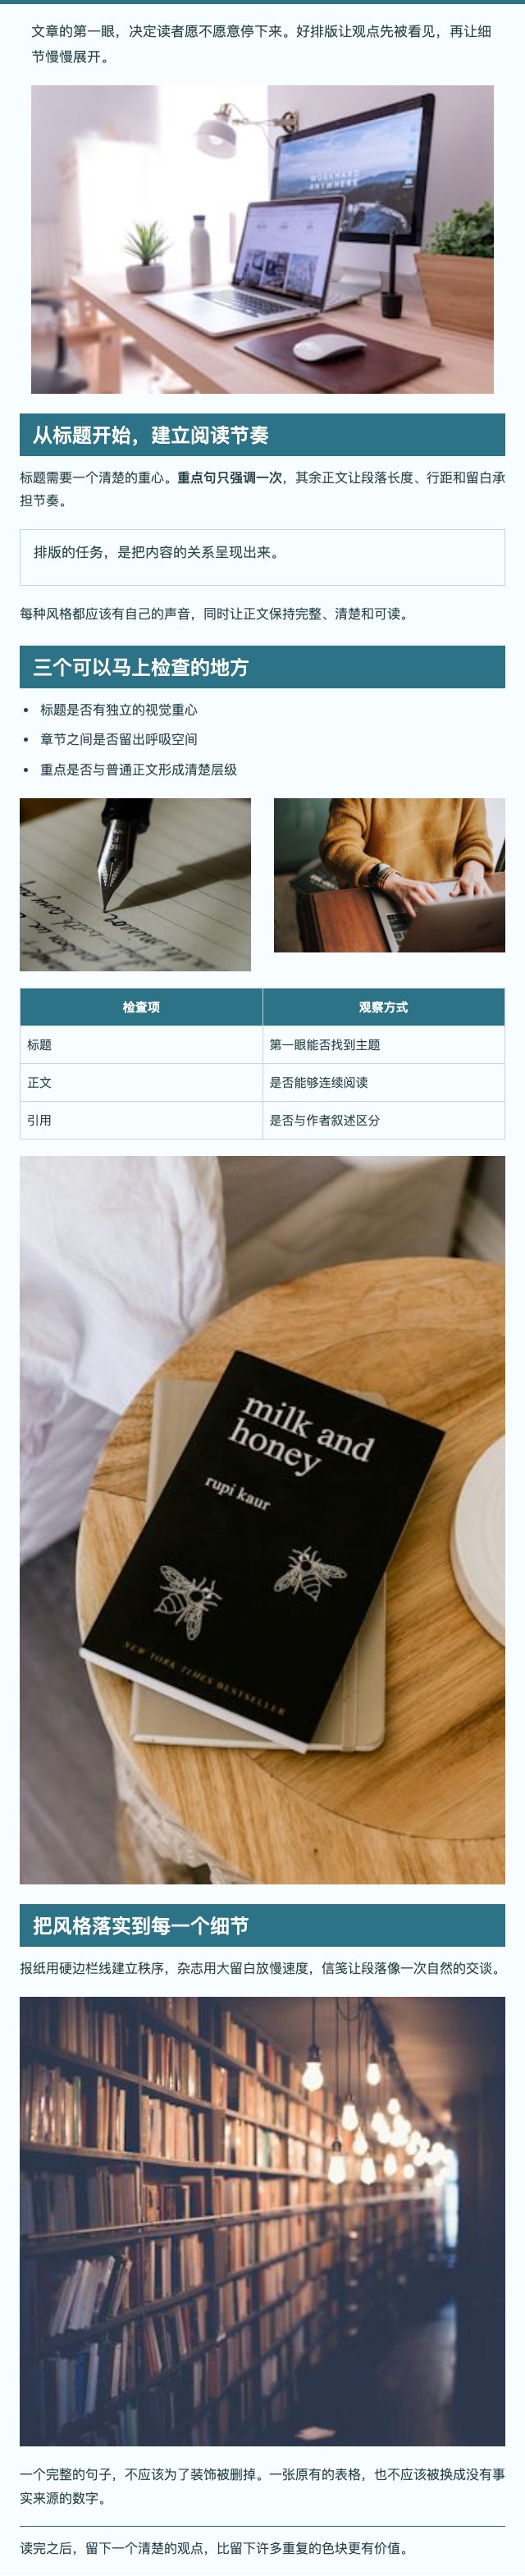 文章的第一眼，决定读者愿不愿意停下来。好排版让观点先被看见，再让细
节慢慢展开。
WORK HARD
ANYWHERE
从标题开始，建立阅读节奏
标题需要一个清楚的重心。重点句只强调一次，其余正文让段落长度、行距和留白承
担节奏。
排版的任务，是把内容的关系呈现出来。
每种风格都应该有自己的声音，同时让正文保持完整、清楚和可读。
三个可以马上检查的地方
• 标题是否有独立的视觉重心
• 章节之间是否留出呼吸空间
• 重点是否与普通正文形成清楚层级
检查项 观察方式
标题 第一眼能否找到主题
正文 是否能够连续阅读
引用 是否与作者叙述区分
milk and
honey
rupi kaur
NEW YORK TIMES BESTSELLER
把风格落实到每一个细节
报纸用硬边栏线建立秩序，杂志用大留白放慢速度，信笺让段落像一次自然的交谈。
一个完整的句子，不应该为了装饰被删掉。一张原有的表格，也不应该被换成没有事
实来源的数字。
读完之后，留下一个清楚的观点，比留下许多重复的色块更有价值。